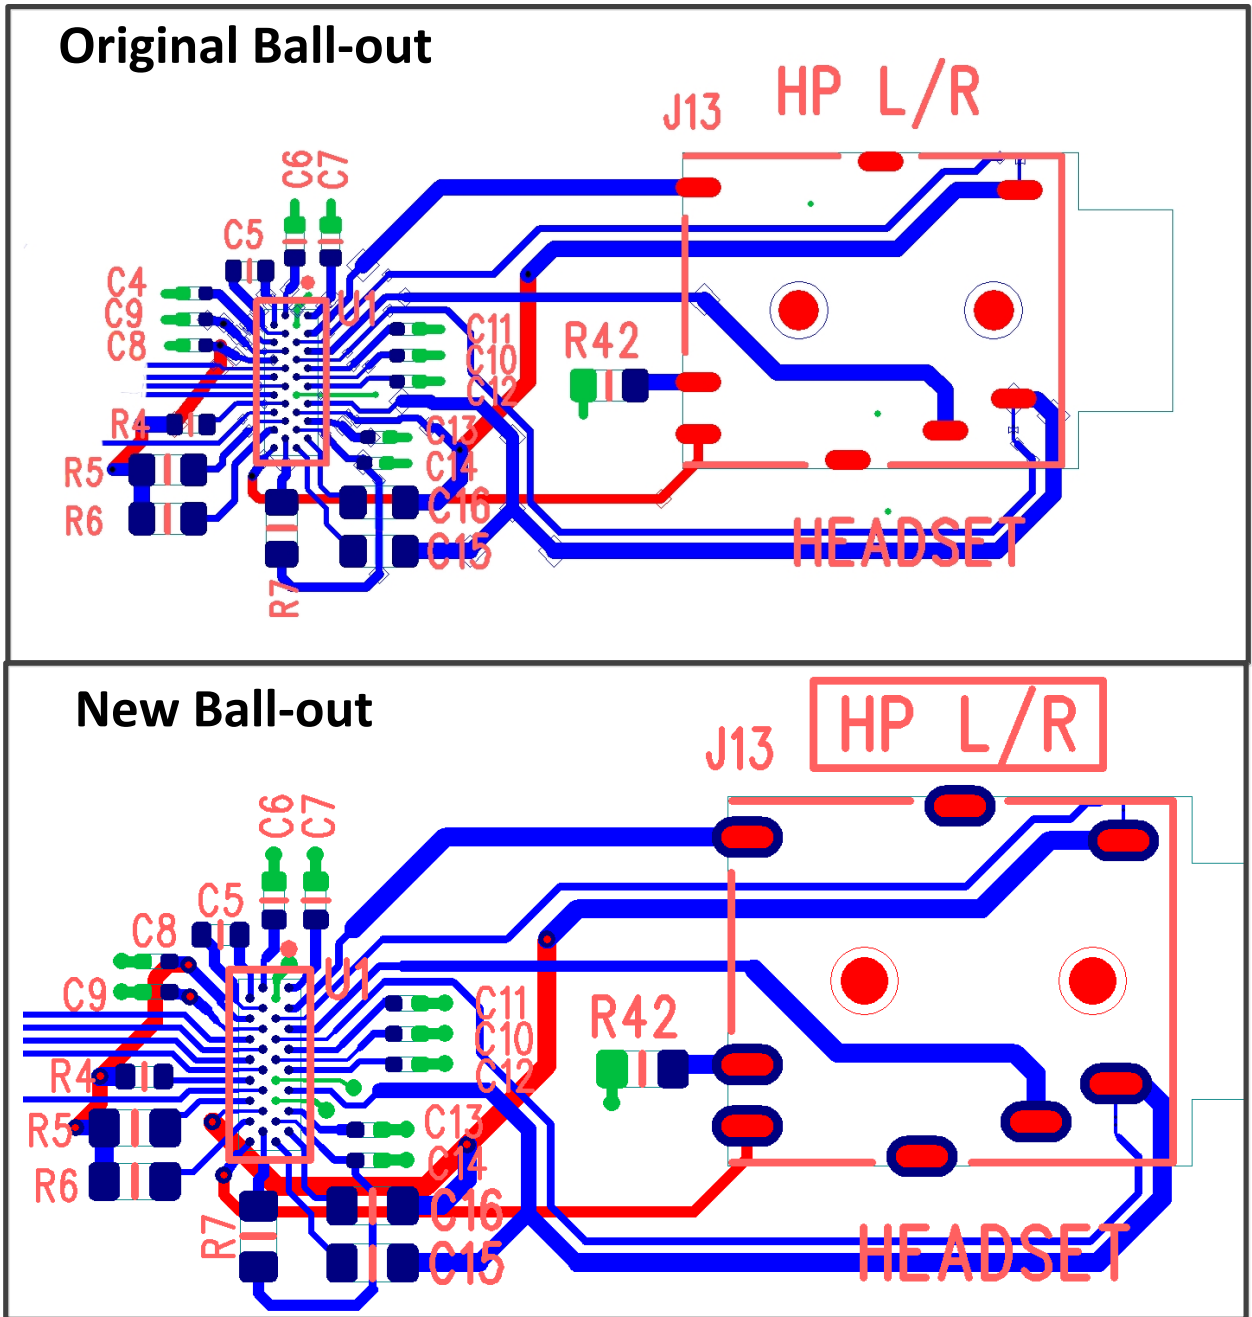 Original Ball-out
HP L/R
J13
C6
C7
C5
C4
C9
C8
U1
C11
C10
C12
R42
R4
C13
R5
C14
R6
C16
C15
HEADSET
R7
New Ball-out
HP L/R
J13
C6
C7
C5
C8
C9
U1
C11
C10
C12
R42
R4
R5
C13
C14
R6
C16
R7
C15
HEADSET